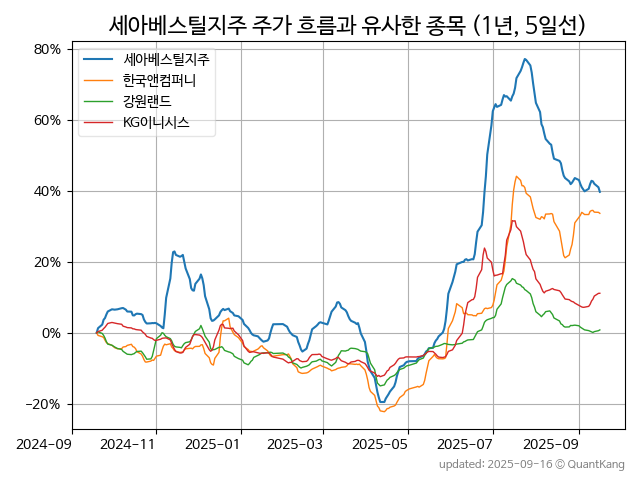 세아베스틸지주 주가 흐름과 유사한 종목 (1년, 5일선)
80%
60%
40%
20%
0%
−20%
세아베스틸지주
한국앤컴퍼니
강원랜드
KG이니시스
2024-09
2024-11
2025-01
2025-03
2025-05
2025-07
2025-09
updated: 2025-09-16 © QuantKang